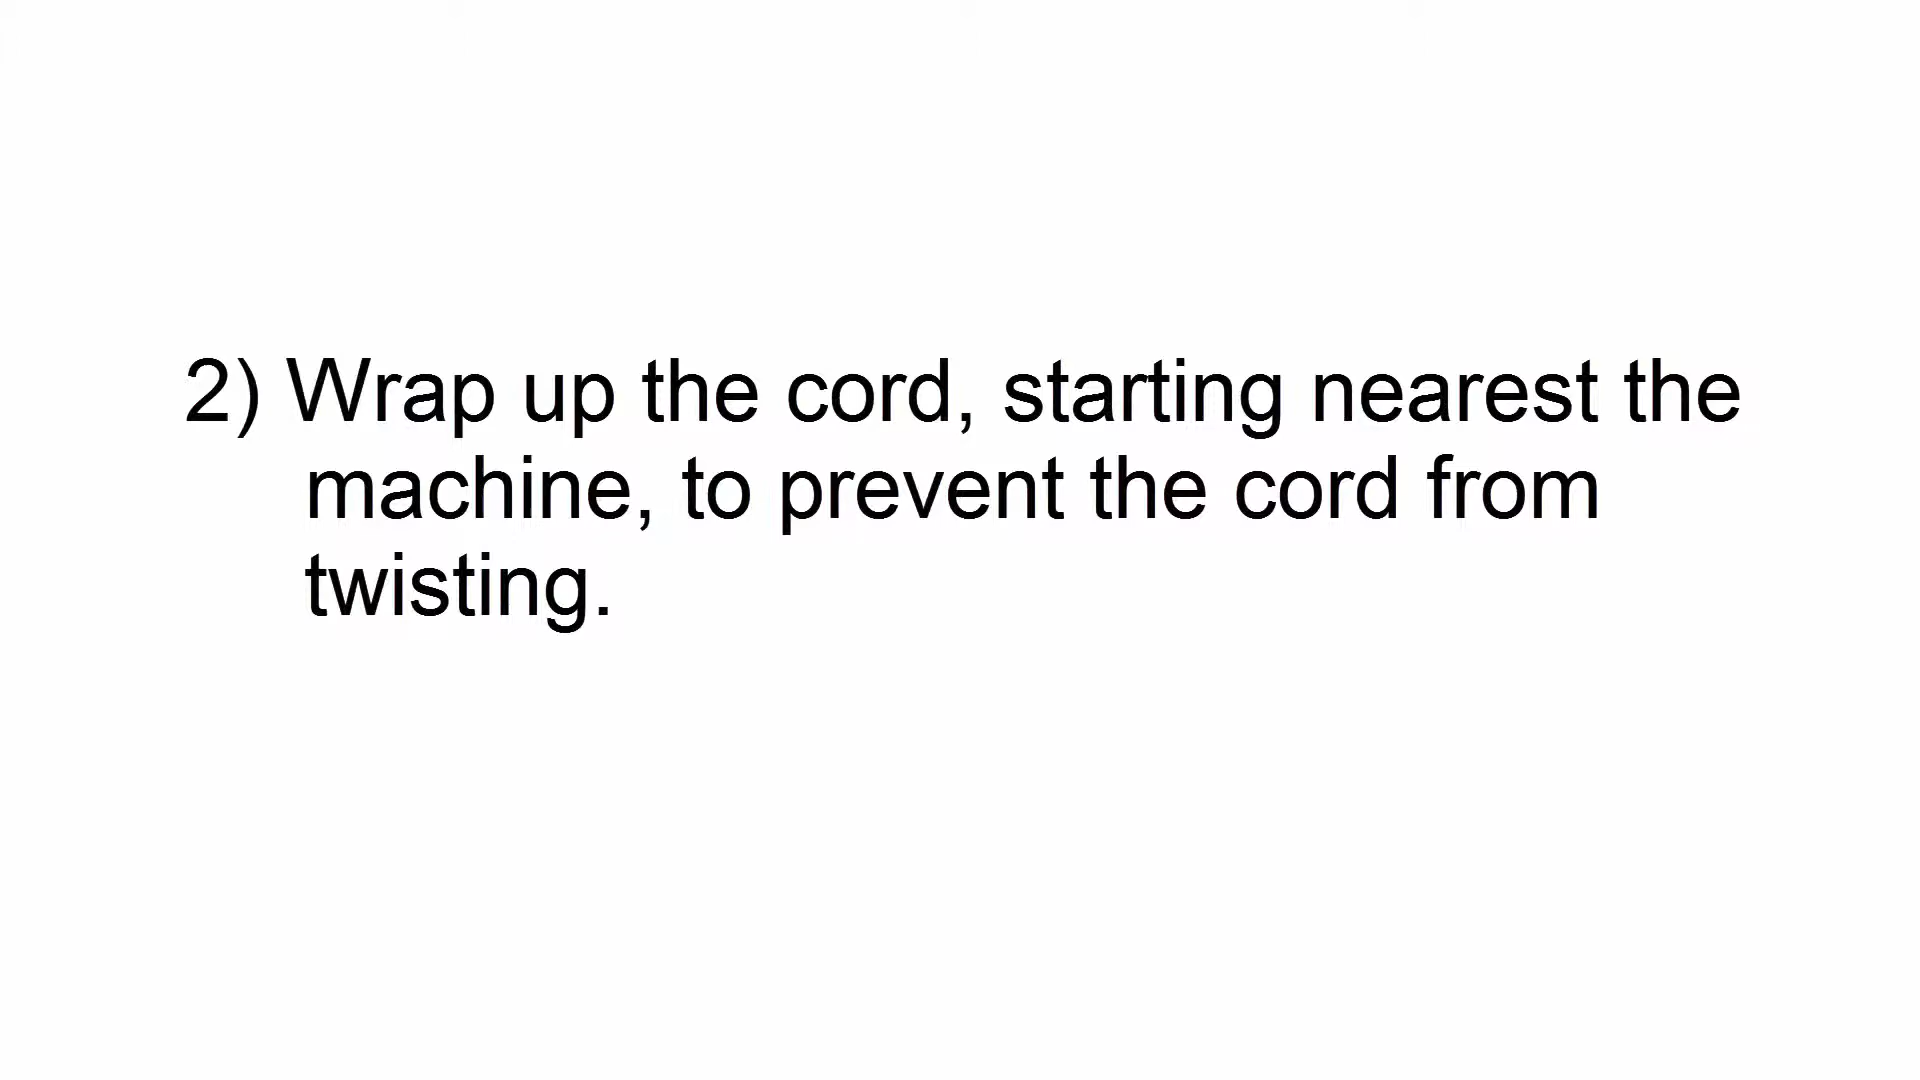 2) Wrap up the cord, starting nearest the
machine, to prevent the cord from
twisting.